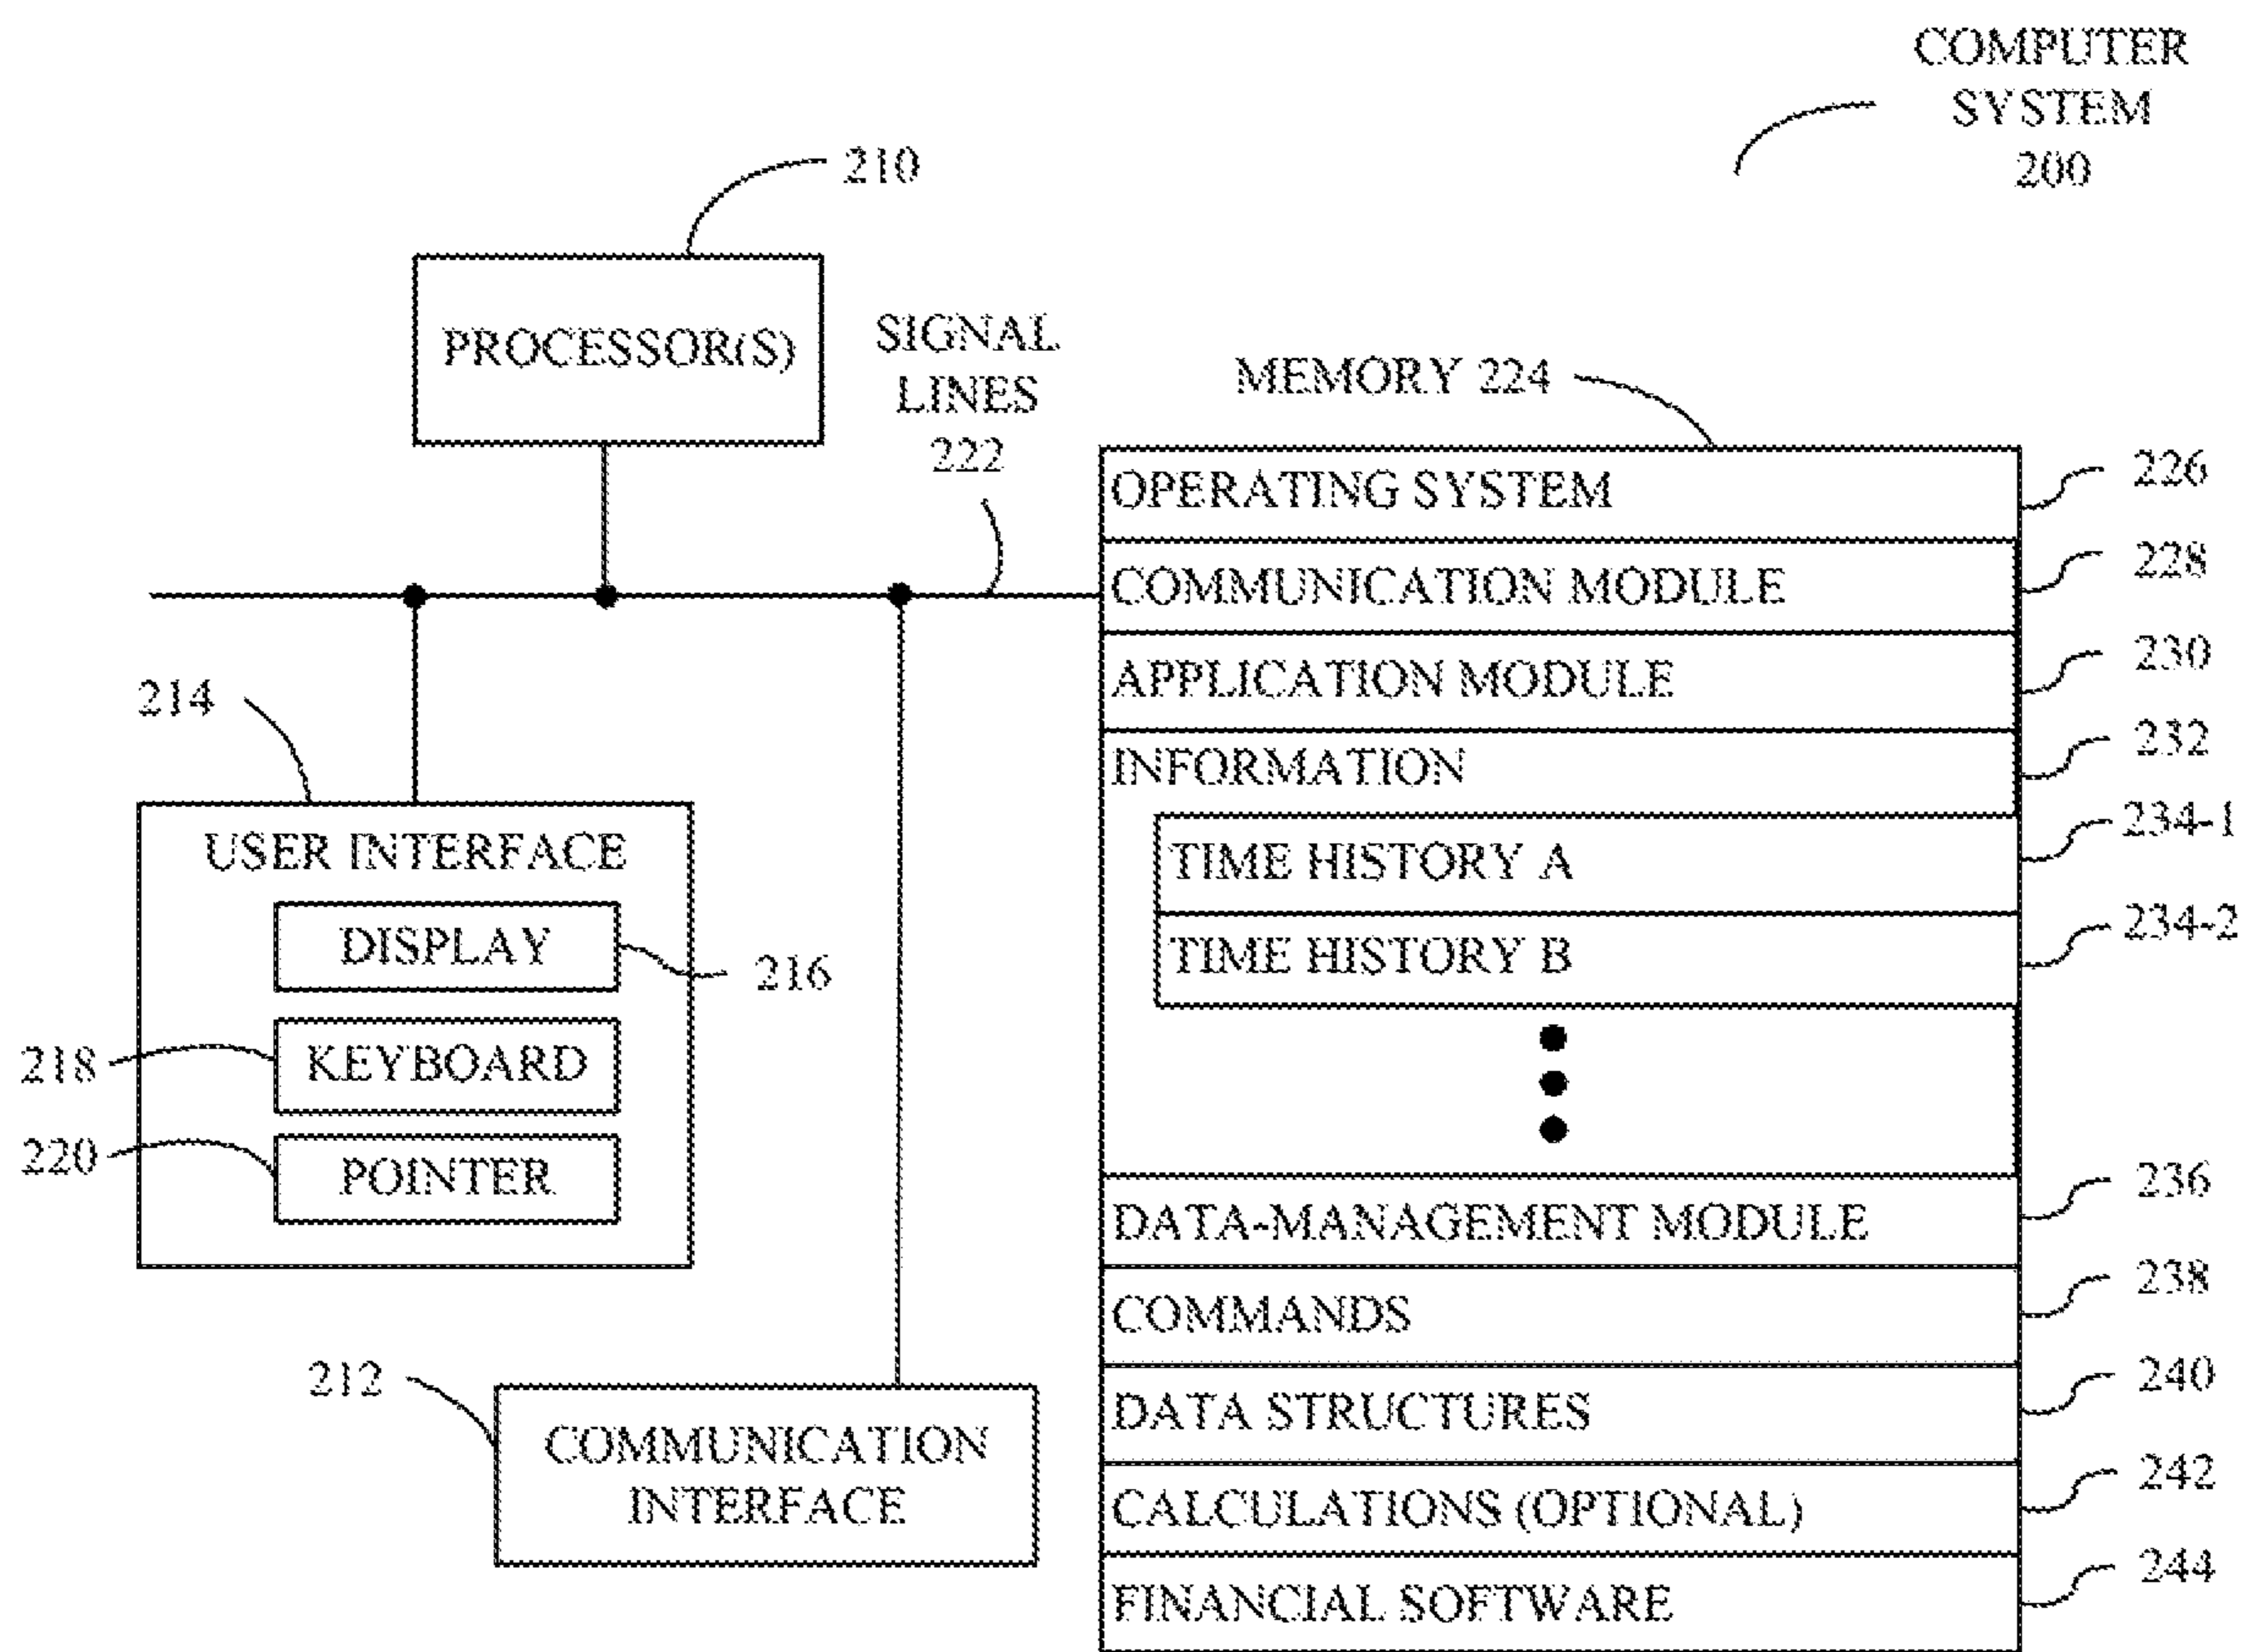 COMPUTER
SYSTEM
200
210
PROCESSOR(S)
SIGNAL
LINES
222
MEMORY 224
OPERATING SYSTEM
226
COMMUNICATION MODULE
228
APPLICATION MODULE
230
INFORMATION
232
TIME HISTORY A
234-1
TIME HISTORY B
234-2
DATA-MANAGEMENT MODULE
236
COMMANDS
238
DATA STRUCTURES
240
CALCULATIONS (OPTIONAL)
242
FINANCIAL SOFTWARE
244
214
USER INTERFACE
DISPLAY
216
218
KEYBOARD
220
POINTER
212
COMMUNICATION
INTERFACE